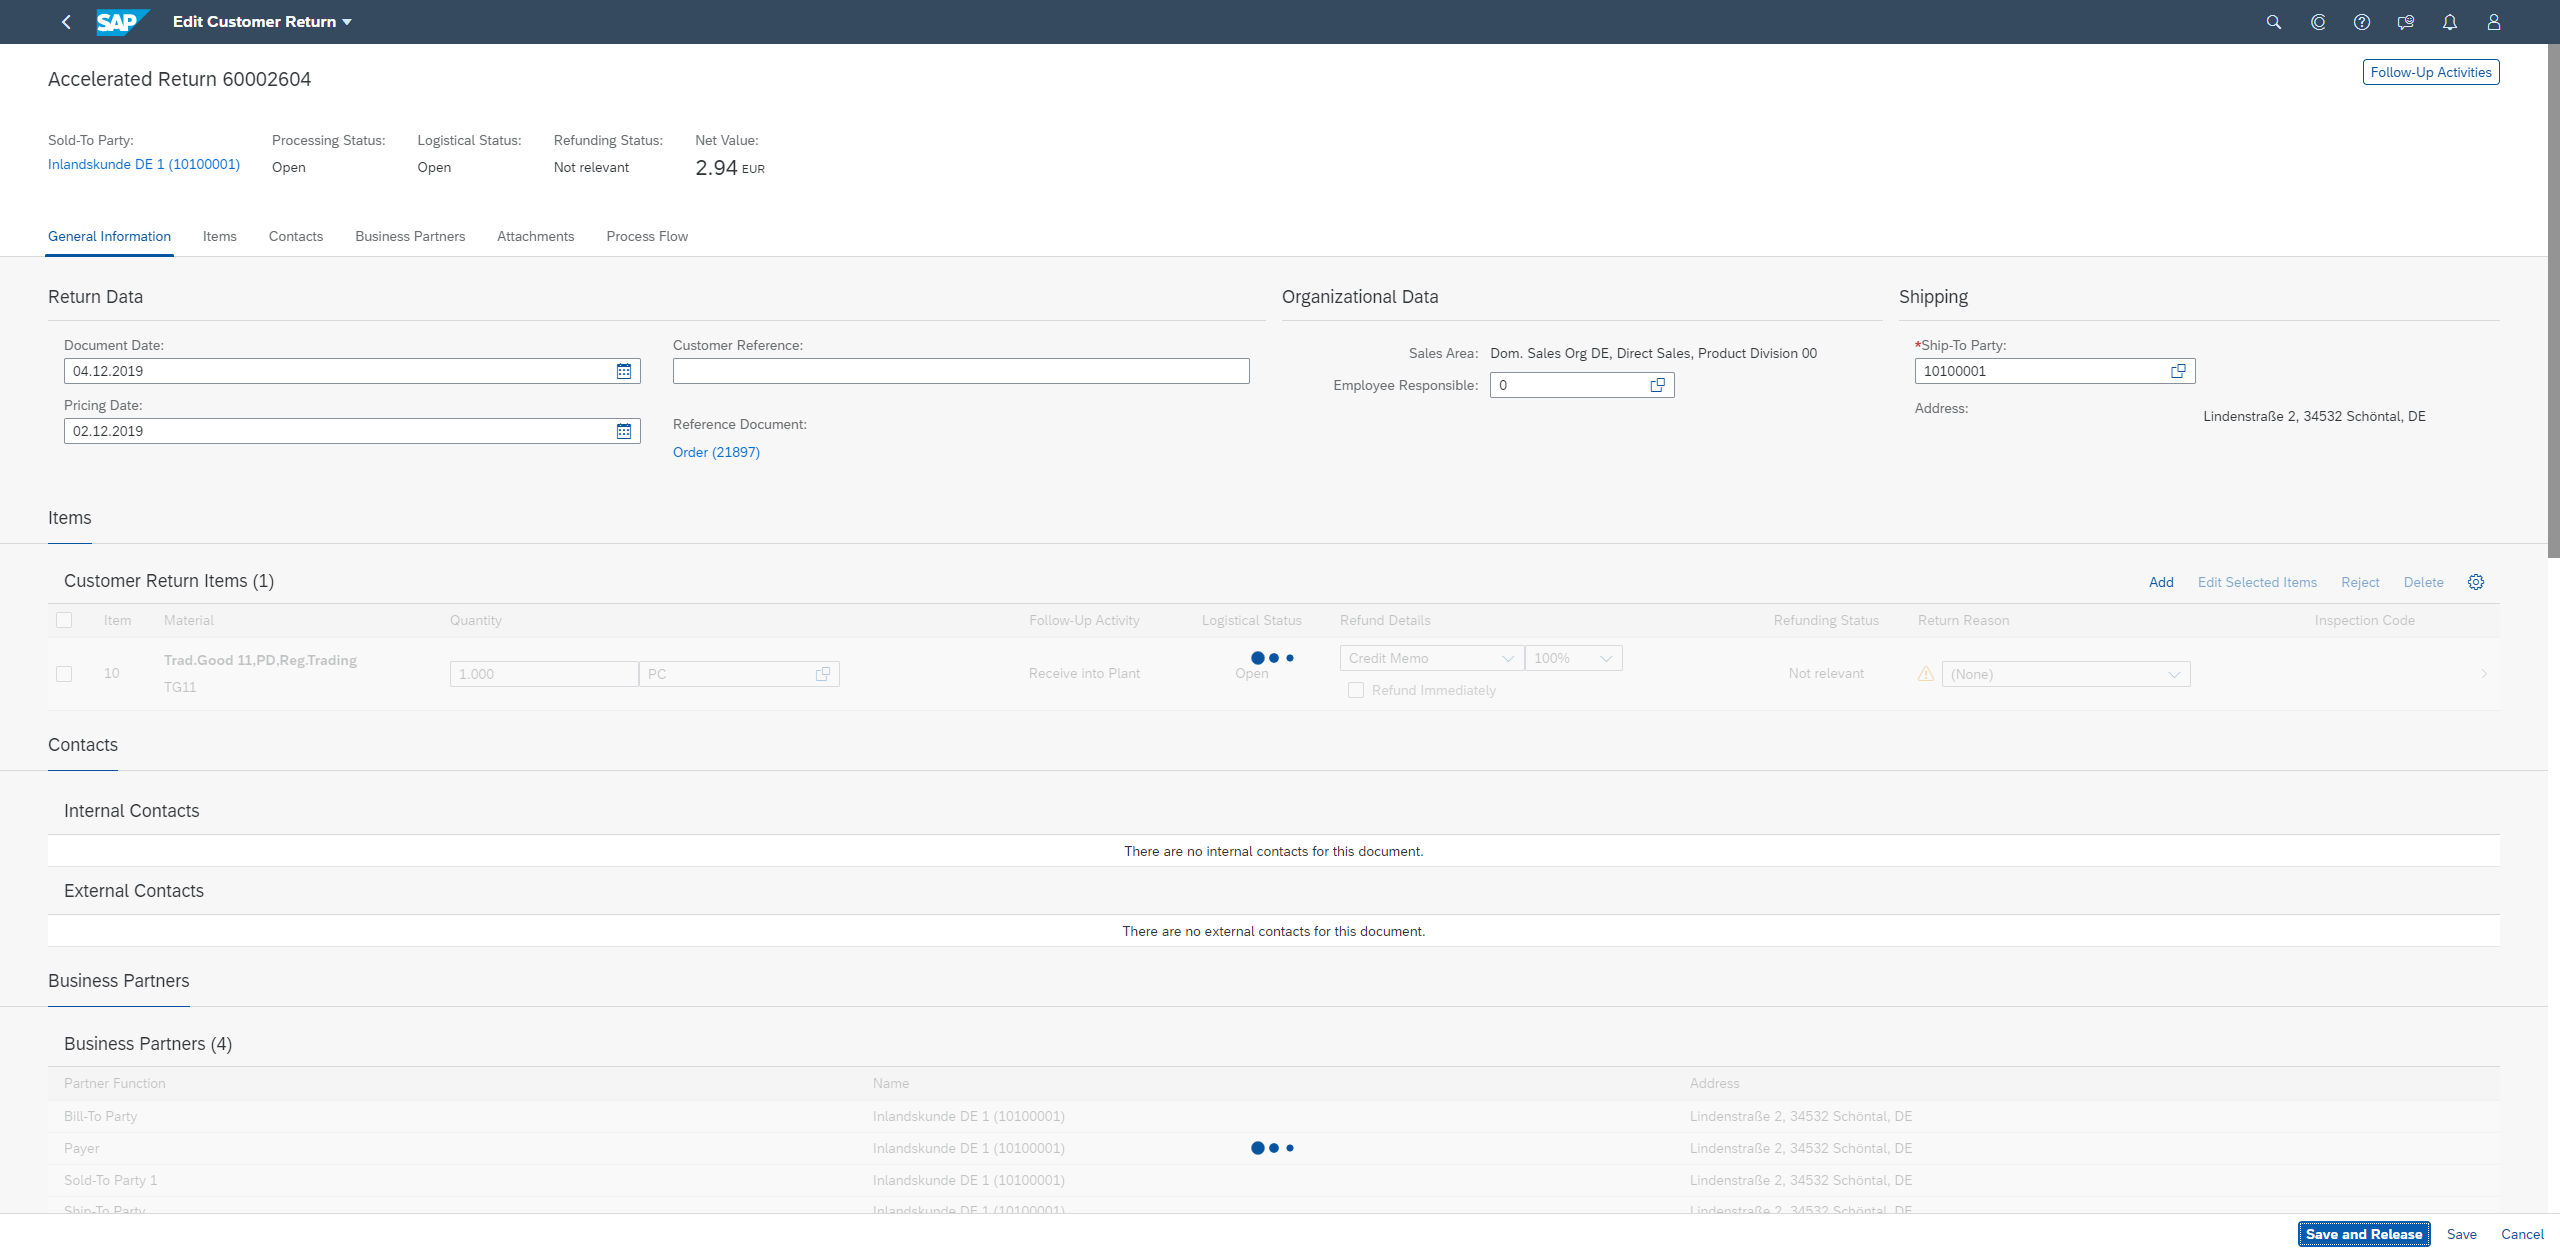 SAP Edit Customer Return
Accelerated Return 60002604
Follow-Up Activities
Sold-To Party: Processing Status: Logistical Status: Refunding Status: Net Value:
Inlandskunde DE 1 (10100001) Open Open Not relevant 2.94 EUR
General Information Items Contacts Business Partners Attachments Process Flow
Return Data Organizational Data Shipping
Document Date: Customer Reference: *Ship-To Party:
Sales Area: Dom. Sales Org DE, Direct Sales, Product Division 00
04.12.2019 10100001
Employee Responsible: 0
Pricing Date: Address:
Lindenstraße 2, 34532 Schöntal, DE
Reference Document:
02.12.2019
Order (21897)
Items
Customer Return Items (1) Add Edit Selected Items Reject Delete
Item Material Quantity Follow-Up Activity Logistical Status Refund Details Refunding Status Return Reason Inspection Code
Trad.Good 11,PD,Reg.Trading Credit Memo 100%
10 1.000 PC Receive into Plant Open Not relevant (None)
TG11 Refund Immediately
Contacts
Internal Contacts
There are no internal contacts for this document.
External Contacts
There are no external contacts for this document.
Business Partners
Business Partners (4)
Partner Function Name Address
Bill-To Party Inlandskunde DE 1 (10100001) Lindenstraße 2, 34532 Schöntal, DE
Payer Inlandskunde DE 1 (10100001) Lindenstraße 2, 34532 Schöntal, DE
Sold-To Party 1 Inlandskunde DE 1 (10100001) Lindenstraße 2, 34532 Schöntal, DE
Ship-To Party Inlandskunde DE 1 (10100001) Lindenstraße 2, 34532 Schöntal, DE
Save and Release Save Cancel